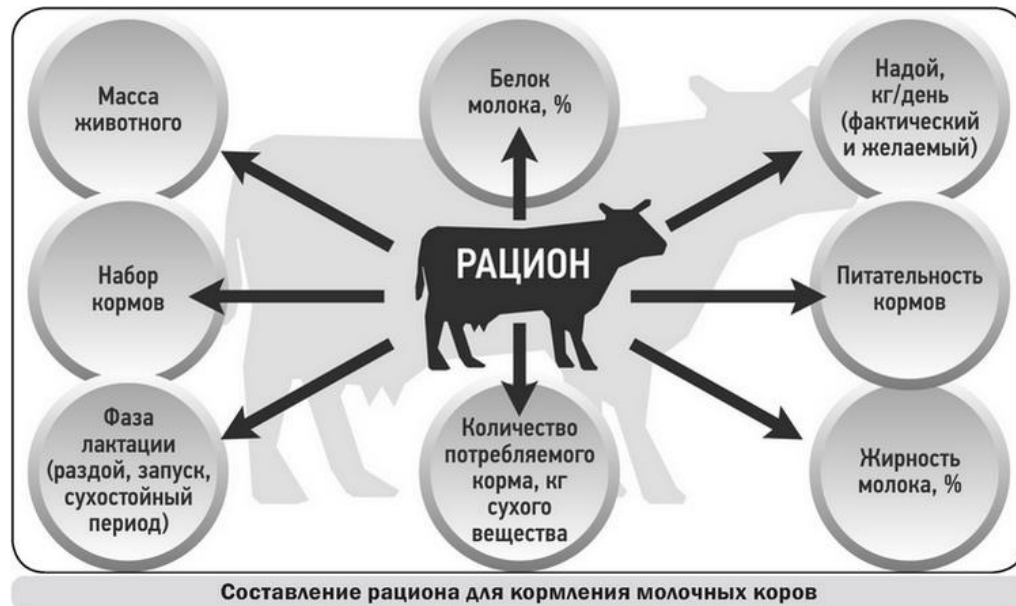 Масса
животного
Белок
молока, %
Надой,
кг/день
(фактический
и желаемый)
Набор
кормов
РАЦИОН
Питательность
кормов
Фаза
лактации
(раздой, запуск,
сухостойный
период)
Количество
потребляемого
корма, кг
сухого
вещества
Жирность
молока, %
Составление рациона для кормления молочных коров